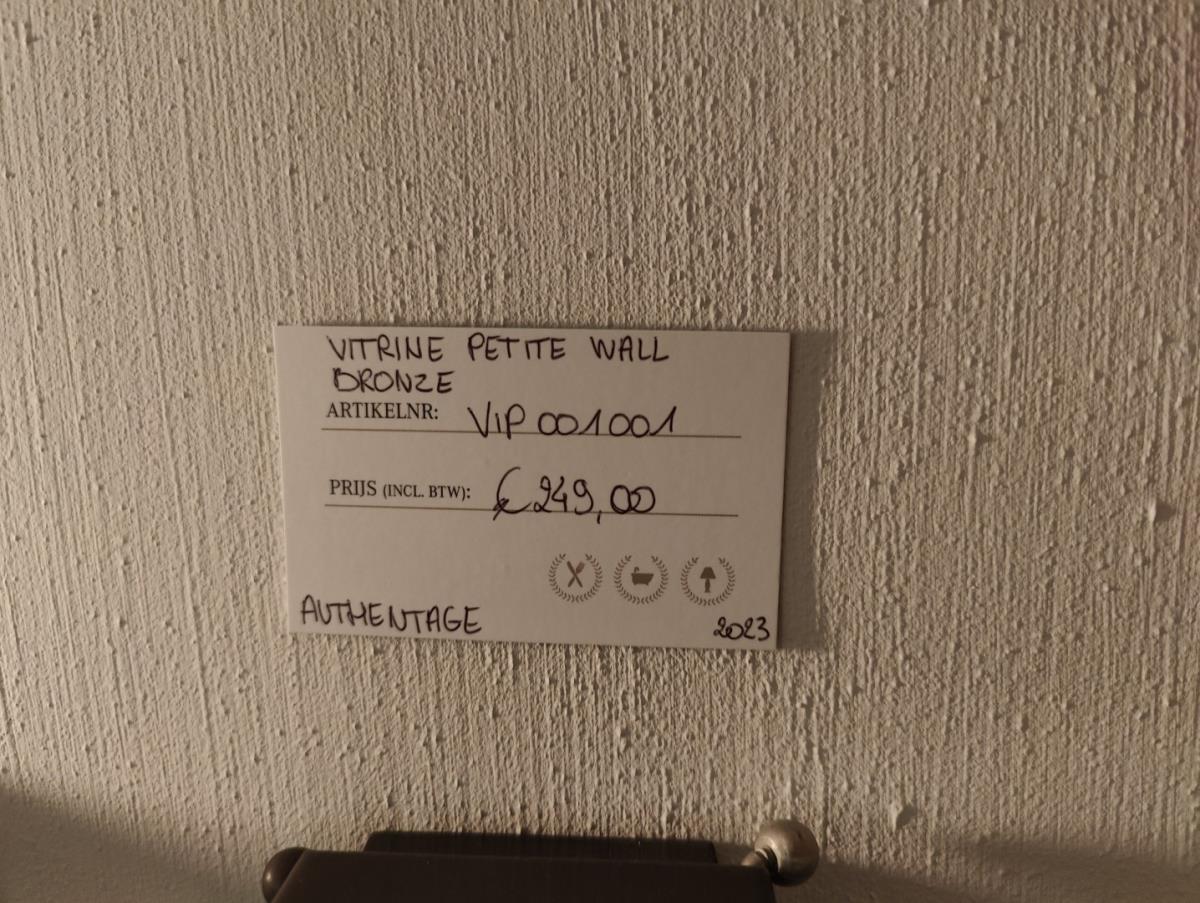 VITRINE PETITE WALL
BRONZE
ARTIKELNR: VIP 001001
PRIJS (INCL. BTW): €249,00
AUTHENTAGE 2023